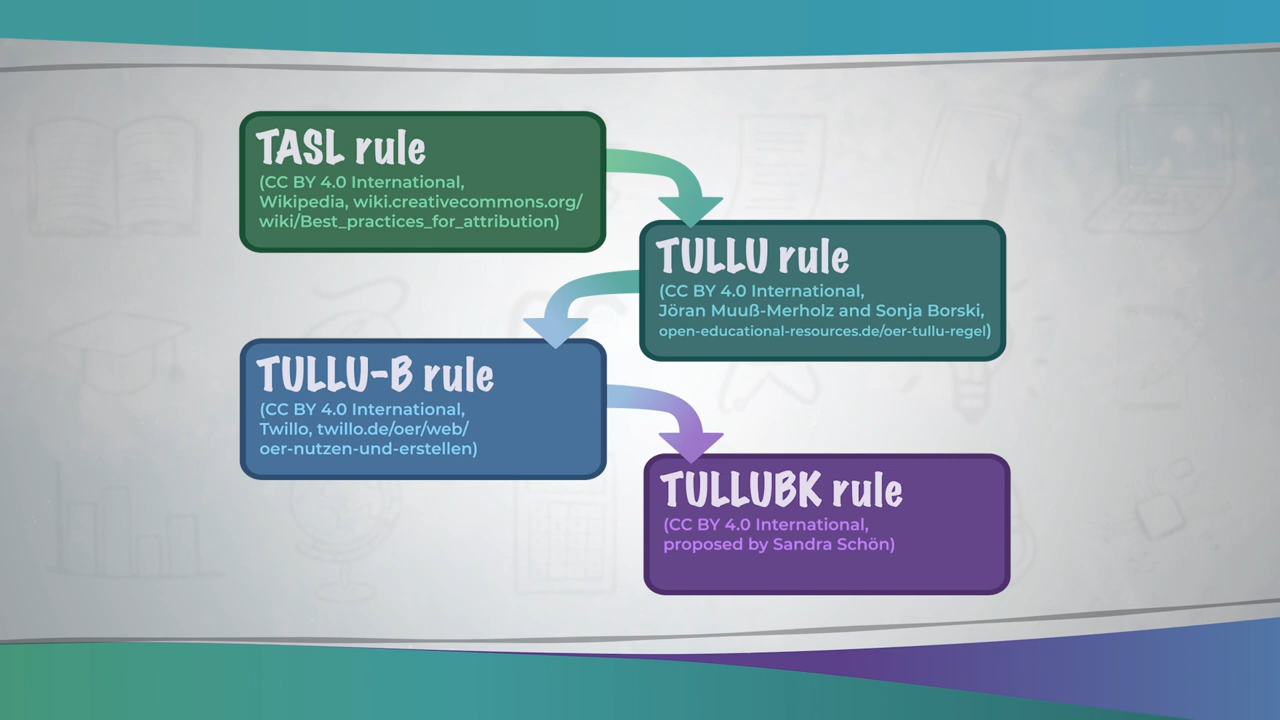 TASL rule
(CC BY 4.0 International,
Wikipedia, wiki.creativecommons.org/
wiki/Best_practices_for_attribution)
TULLU rule
(CC BY 4.0 International,
Jöran Muuß-Merholz and Sonja Borski,
open-educational-resources.de/oer-tullu-regel)
TULLU-B rule
(CC BY 4.0 International,
Twillo, twillo.de/oer/web/
oer-nutzen-und-erstellen)
TULLUBK rule
(CC BY 4.0 International,
proposed by Sandra Schön)